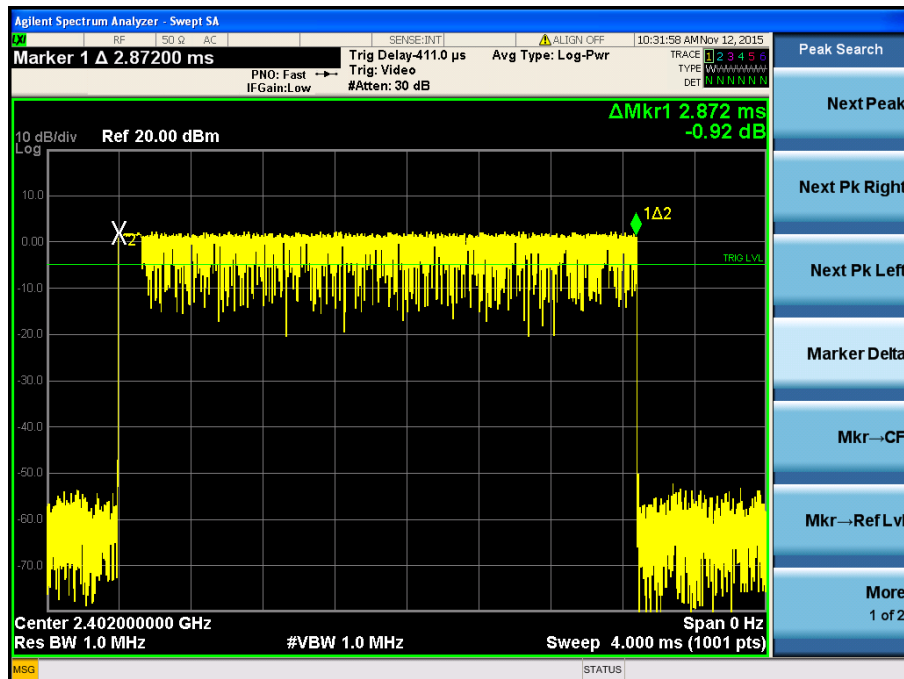 Agilent Spectrum Analyzer - Swept SA
LXI RF 50 Ω AC SENSE:INT ALIGN OFF 10:31:58 AM Nov 12, 2015
Marker 1 Δ 2.87200 ms
PNO: Fast
IFGain:Low
Trig Delay-411.0 µs
Trig: Video
#Atten: 30 dB
Avg Type: Log-Pwr
TRACE 1 2 3 4 5 6
TYPE WWWWWW
DET N N N N N N
ΔMkr1 2.872 ms
-0.92 dB
10 dB/div
Log
Ref 20.00 dBm
10.0
0.00
-10.0
-20.0
-30.0
-40.0
-50.0
-60.0
-70.0
X2
1Δ2
TRIG LVL
Center 2.402000000 GHz
Span 0 Hz
Res BW 1.0 MHz
#VBW 1.0 MHz
Sweep 4.000 ms (1001 pts)
MSG
STATUS
Peak Search
Next Peak
Next Pk Right
Next Pk Left
Marker Delta
Mkr→CF
Mkr→Ref Lvl
More
1 of 2